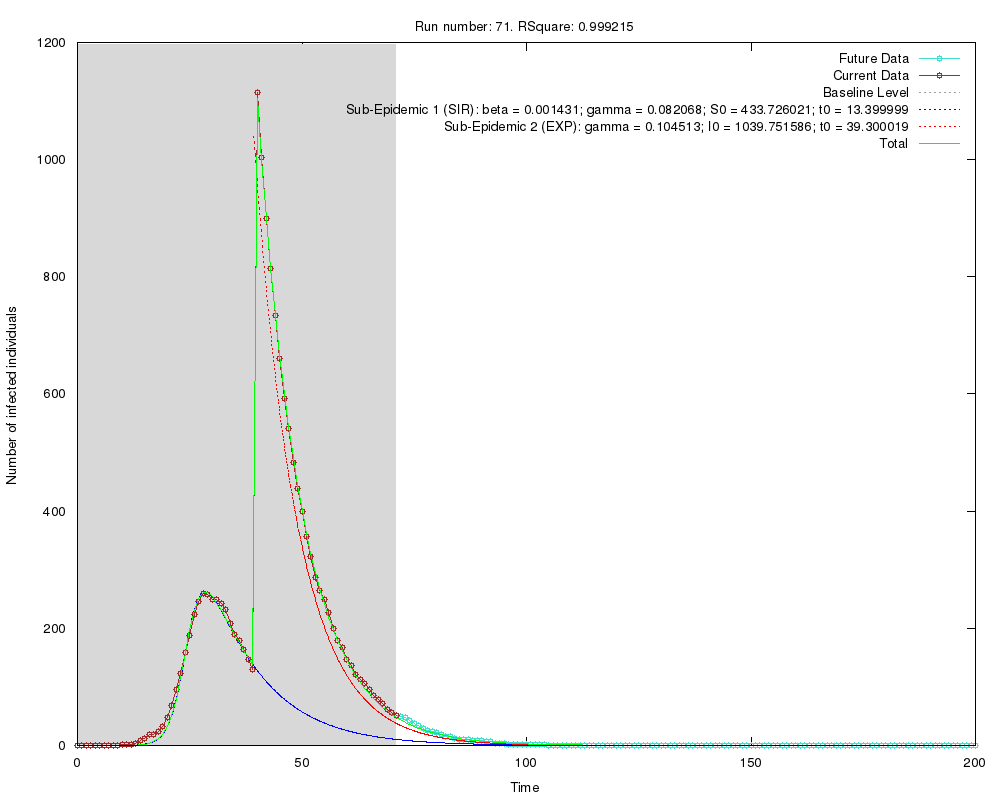 Run number: 71. RSquare: 0.999215
Future Data
Current Data
Baseline Level
Sub-Epidemic 1 (SIR): beta = 0.001431; gamma = 0.082068; S0 = 433.726021; t0 = 13.399999
Sub-Epidemic 2 (EXP): gamma = 0.104513; I0 = 1039.751586; t0 = 39.300019
Total
1200
1000
800
600
400
200
0
Number of infected individuals
0 50 100 150 200
Time